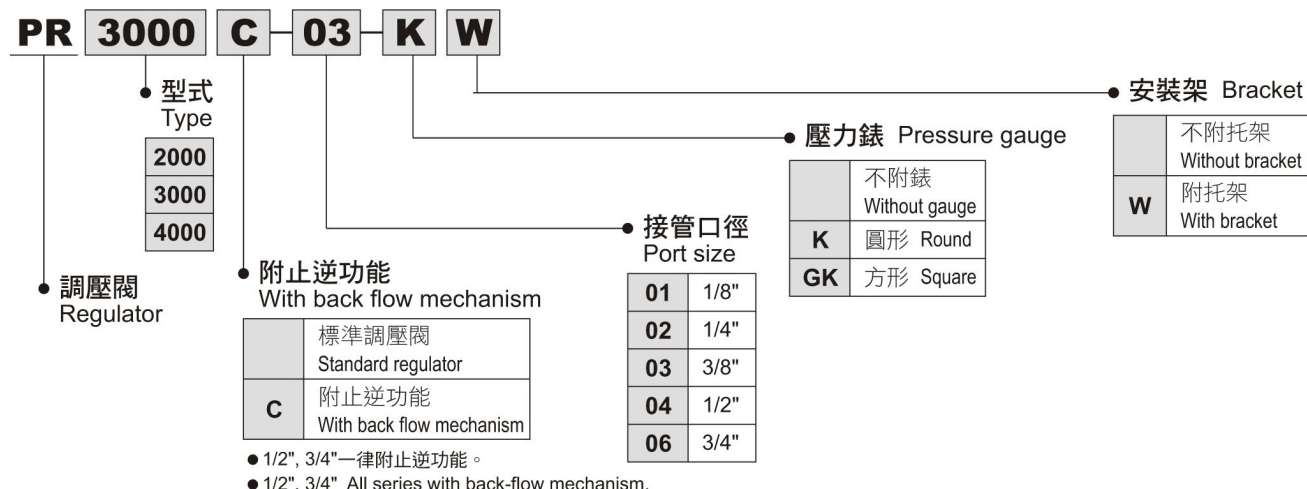 PR 3000 C-03-K W
型式
Type
2000
3000
4000
調壓閥
Regulator
附止逆功能
With back flow mechanism
標準調壓閥
Standard regulator
C 附止逆功能
With back flow mechanism
●1/2", 3/4"一律附止逆功能。
●1/2", 3/4" All series with back-flow mechanism.
接管口徑
Port size
01 1/8"
02 1/4"
03 3/8"
04 1/2"
06 3/4"
壓力錶 Pressure gauge
不附錶
Without gauge
K 圓形 Round
GK 方形 Square
安裝架 Bracket
不附托架
Without bracket
W 附托架
With bracket